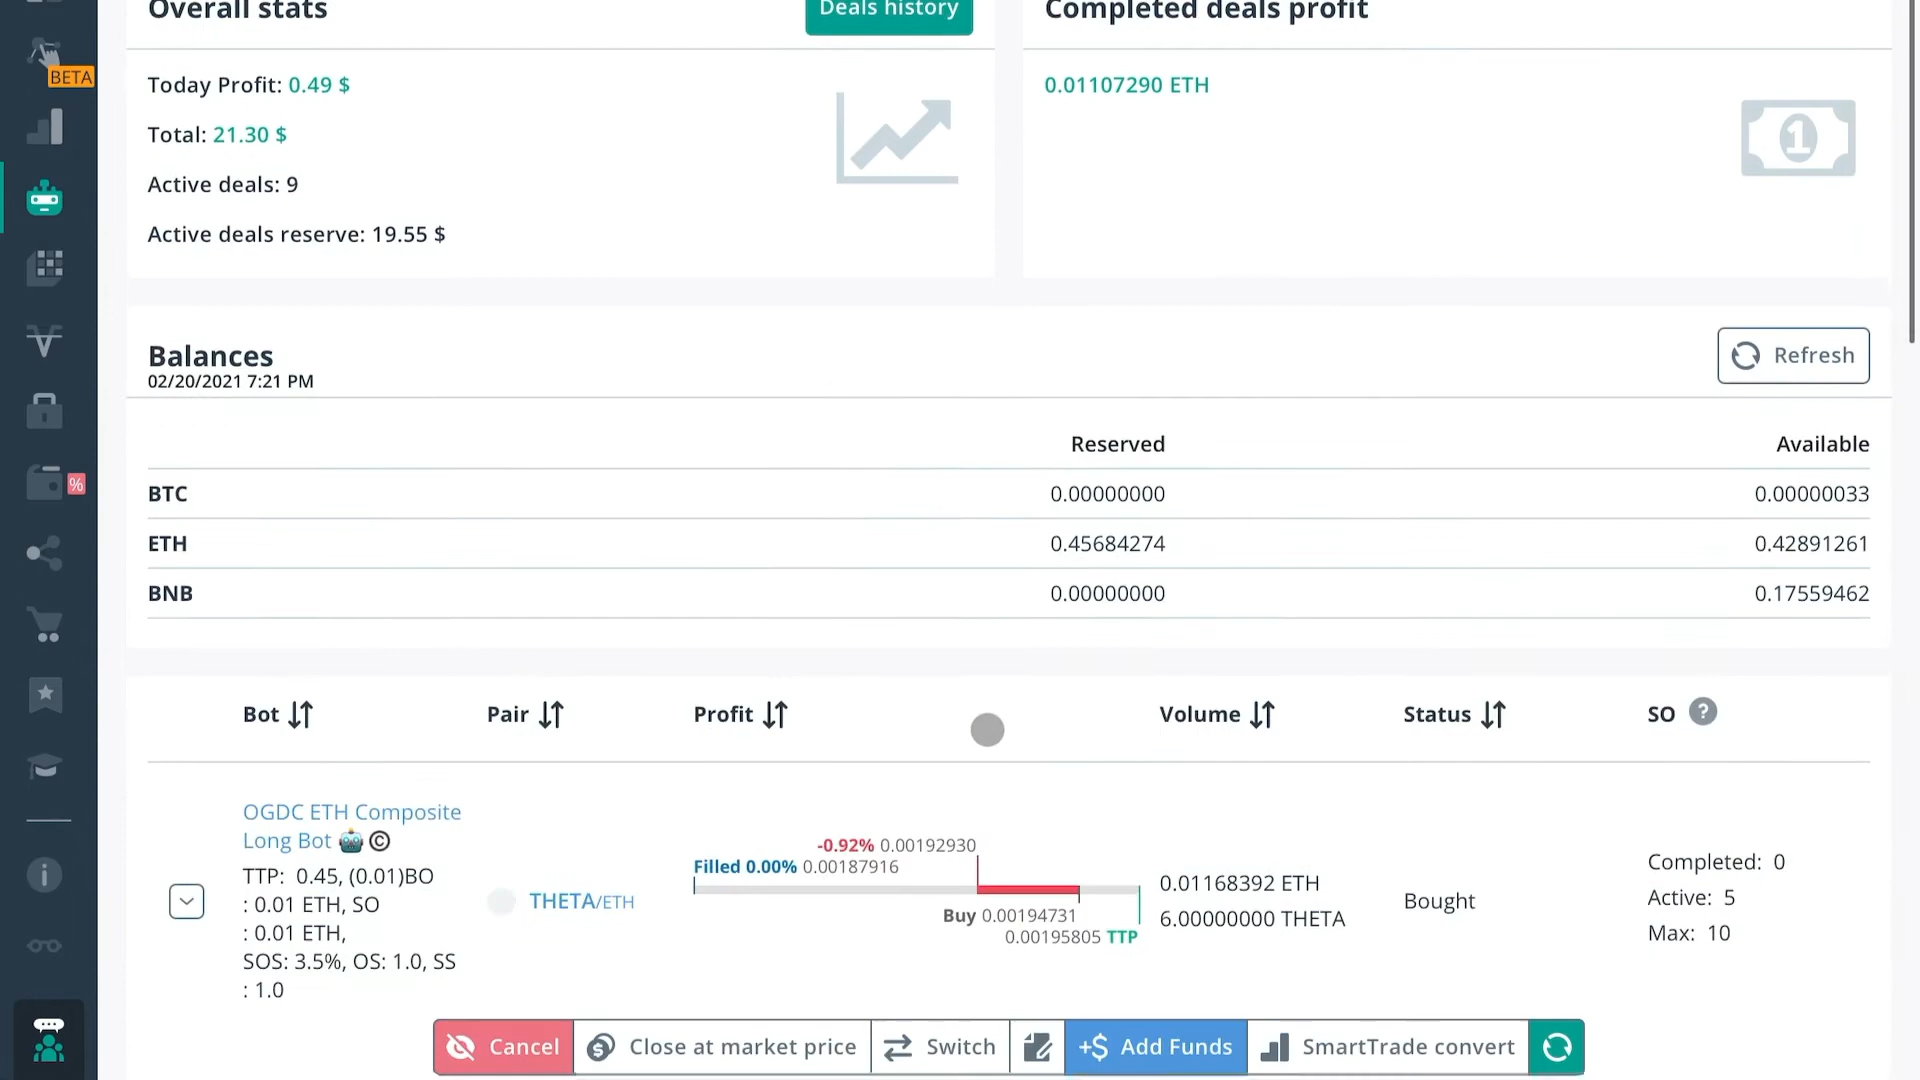 Overall stats
Deals history
Completed deals profit
BETA
Today Profit: 0.49 $
0.01107290 ETH
Total: 21.30 $
1
Active deals: 9
Active deals reserve: 19.55 $
Balances
02/20/2021 7:21 PM
Refresh
Reserved Available
BTC 0.00000000 0.00000033
%
ETH 0.45684274 0.42891261
BNB 0.00000000 0.17559462
Bot Pair Profit Volume Status SO ?
OGDC ETH Composite
Long Bot ©
TTP: 0.45, (0.01)BO
: 0.01 ETH, SO
: 0.01 ETH,
SOS: 3.5%, OS: 1.0, SS
: 1.0
THETA/ETH
-0.92% 0.00192930
Filled 0.00% 0.00187916
Buy 0.00194731
0.00195805 TTP
0.01168392 ETH
6.00000000 THETA
Bought
Completed: 0
Active: 5
Max: 10
Cancel
Close at market price
Switch
+$ Add Funds
SmartTrade convert